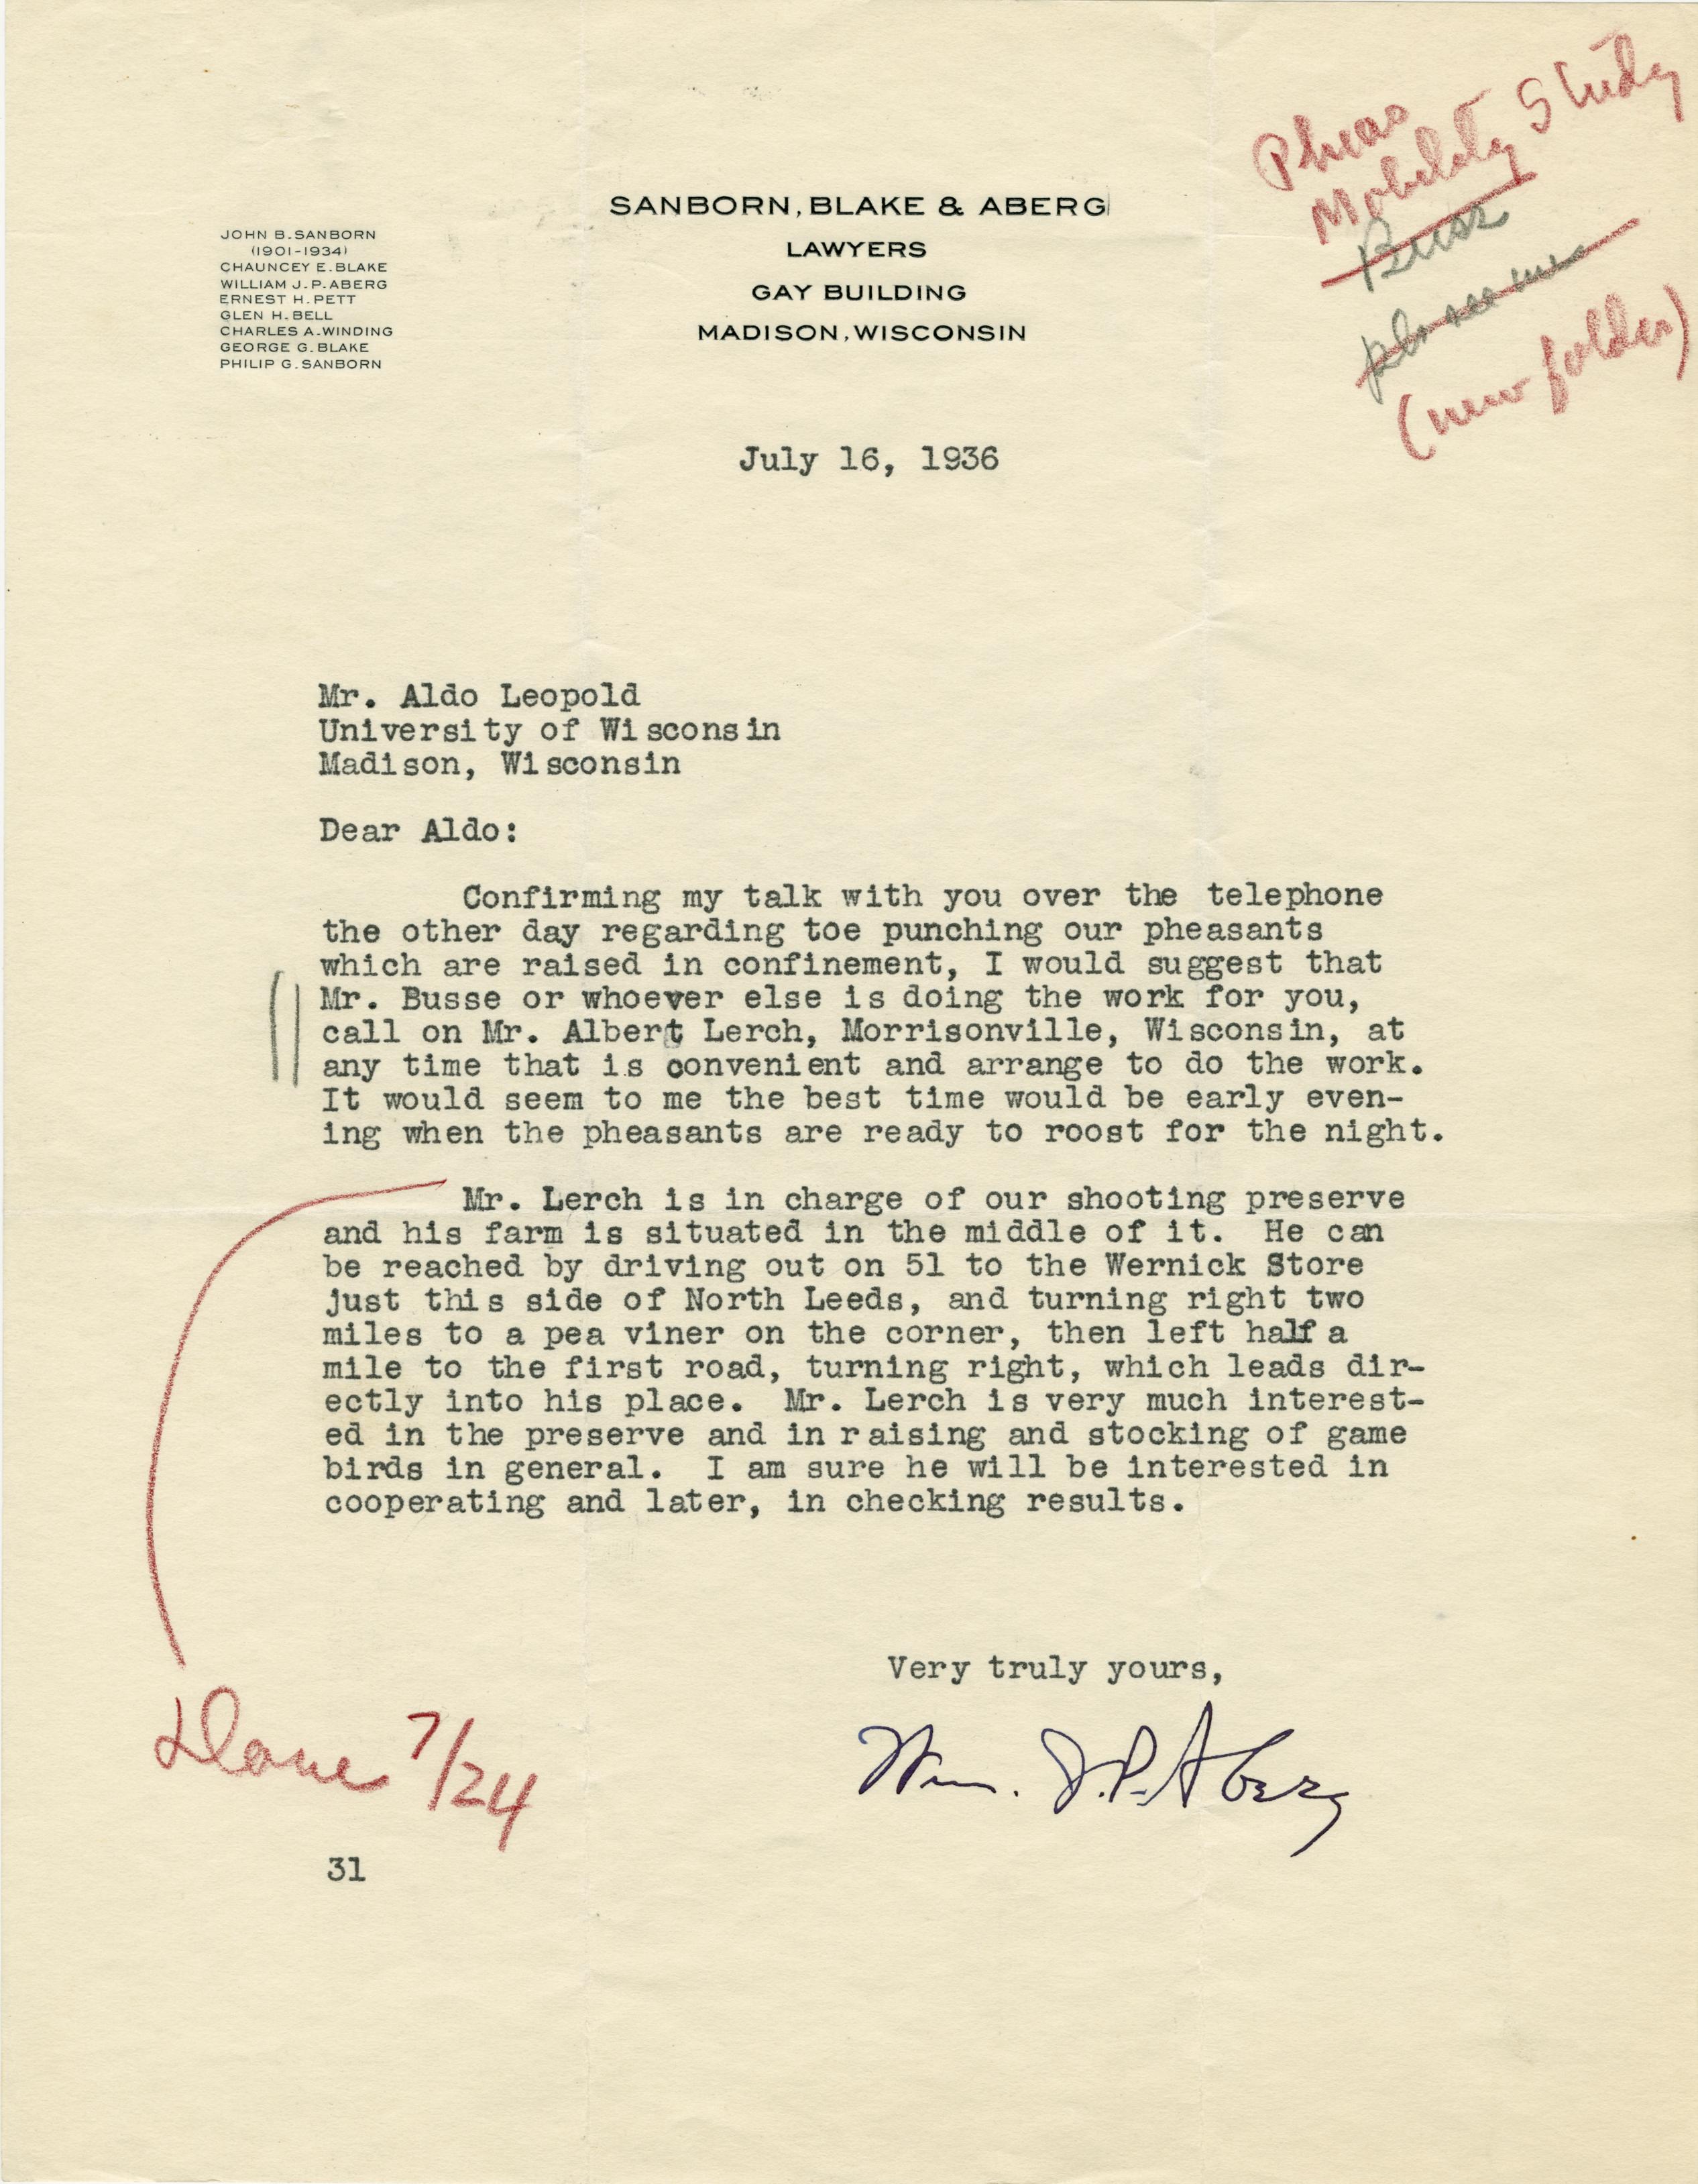 Pheas
Mobility Study
Busse
(new folder)
SANBORN, BLAKE & ABERG
LAWYERS
GAY BUILDING
MADISON, WISCONSIN
JOHN B. SANBORN
(1901-1934)
CHAUNCEY E. BLAKE
WILLIAM J. P. ABERG
ERNEST H. PETT
GLEN H. BELL
CHARLES A. WINDING
GEORGE G. BLAKE
PHILIP G. SANBORN
July 16, 1936
Mr. Aldo Leopold
University of Wisconsin
Madison, Wisconsin
Dear Aldo:
Confirming my talk with you over the telephone
the other day regarding toe punching our pheasants
which are raised in confinement, I would suggest that
Mr. Busse or whoever else is doing the work for you,
call on Mr. Albert Lerch, Morrisonville, Wisconsin, at
any time that is convenient and arrange to do the work.
It would seem to me the best time would be early even-
ing when the pheasants are ready to roost for the night.
Mr. Lerch is in charge of our shooting preserve
and his farm is situated in the middle of it. He can
be reached by driving out on 51 to the Wernick Store
just this side of North Leeds, and turning right two
miles to a pea viner on the corner, then left half a
mile to the first road, turning right, which leads dir-
ectly into his place. Mr. Lerch is very much interest-
ed in the preserve and in raising and stocking of game
birds in general. I am sure he will be interested in
cooperating and later, in checking results.
Very truly yours,
Wm. J. P. Aberg
Done 7/24
31